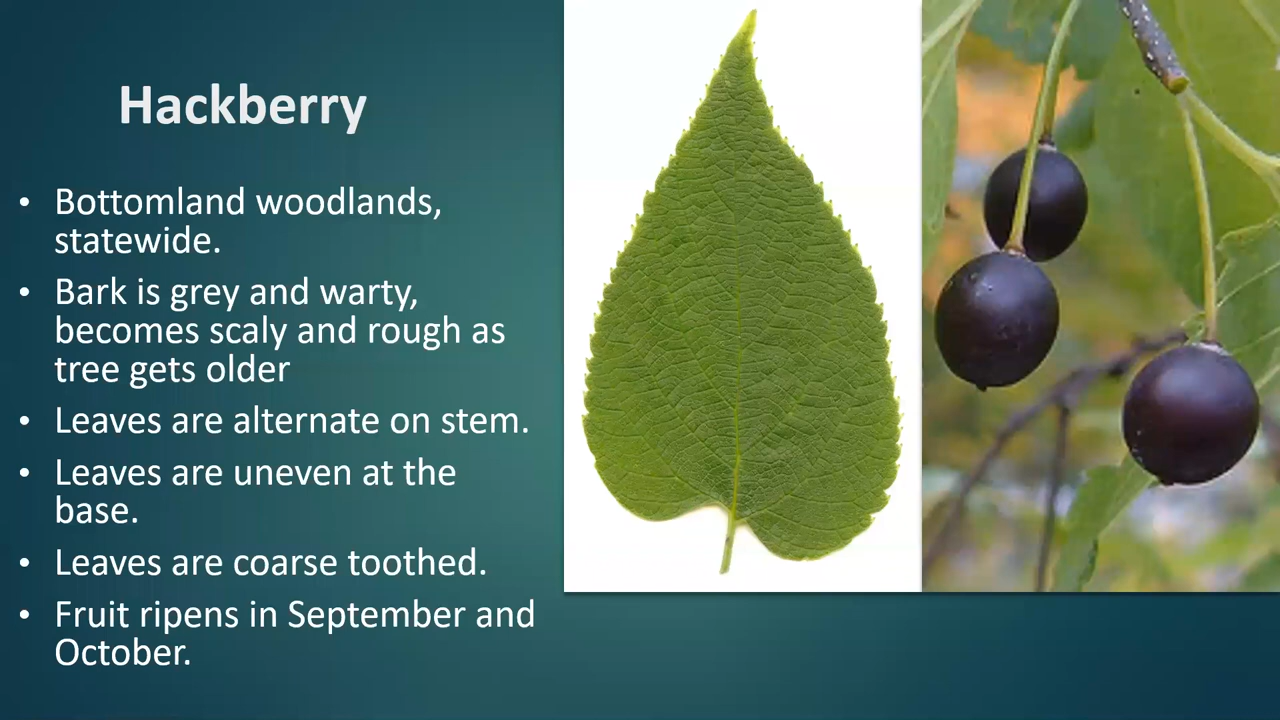 Hackberry
• Bottomland woodlands,
statewide.
• Bark is grey and warty,
becomes scaly and rough as
tree gets older
• Leaves are alternate on stem.
• Leaves are uneven at the
base.
• Leaves are coarse toothed.
• Fruit ripens in September and
October.